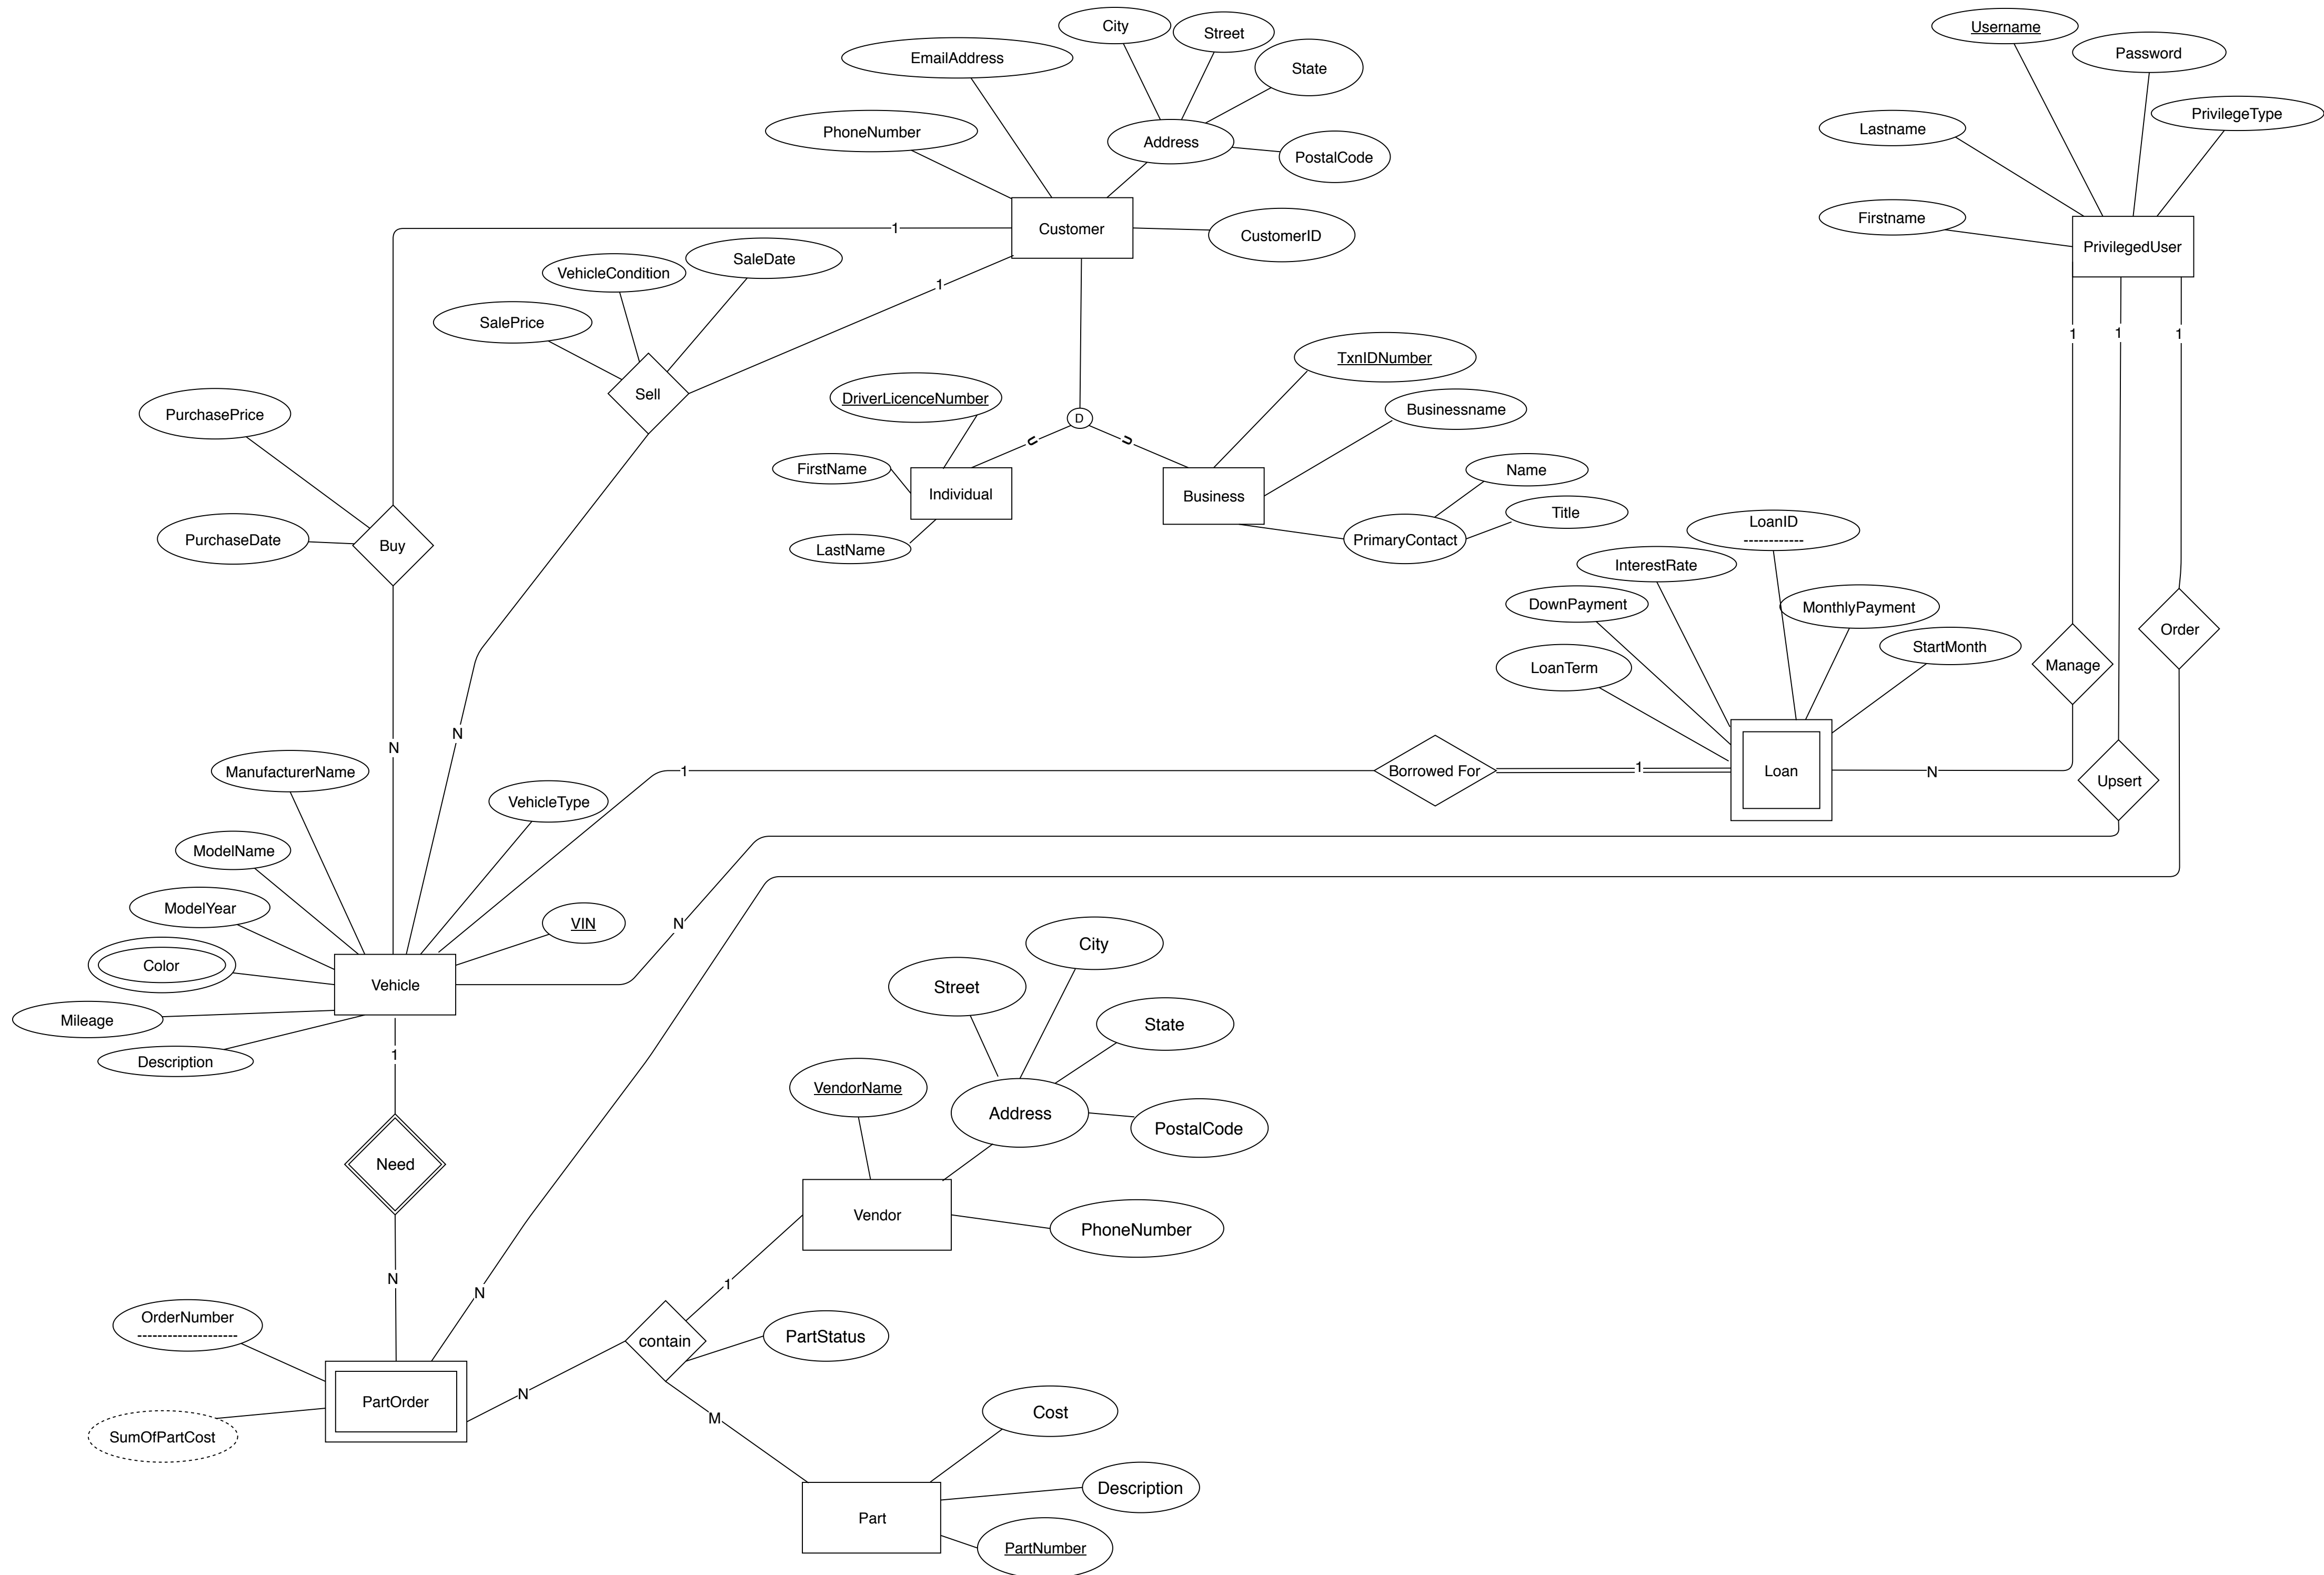 City
Street
Username
EmailAddress
State
Password
PrivilegeType
PhoneNumber
Address
Lastname
PostalCode
Firstname
1
Customer
CustomerID
PrivilegedUser
VehicleCondition
SaleDate
1
SalePrice
1
1
1
TxnIDNumber
Sell
DriverLicenceNumber
Businessname
PurchasePrice
D
U
U
FirstName
Name
Individual
Business
Title
PurchaseDate
Buy
LastName
PrimaryContact
LoanID
------------
InterestRate
DownPayment
MonthlyPayment
Order
StartMonth
LoanTerm
Manage
N
N
ManufacturerName
1
Borrowed For
1
Loan
N
Upsert
VehicleType
ModelName
ModelYear
VIN
N
City
Color
Vehicle
Street
Mileage
State
Description
1
VendorName
Address
PostalCode
Need
Vendor
PhoneNumber
N
1
N
OrderNumber
--------------------
contain
PartStatus
PartOrder
N
M
Cost
SumOfPartCost
Description
Part
PartNumber